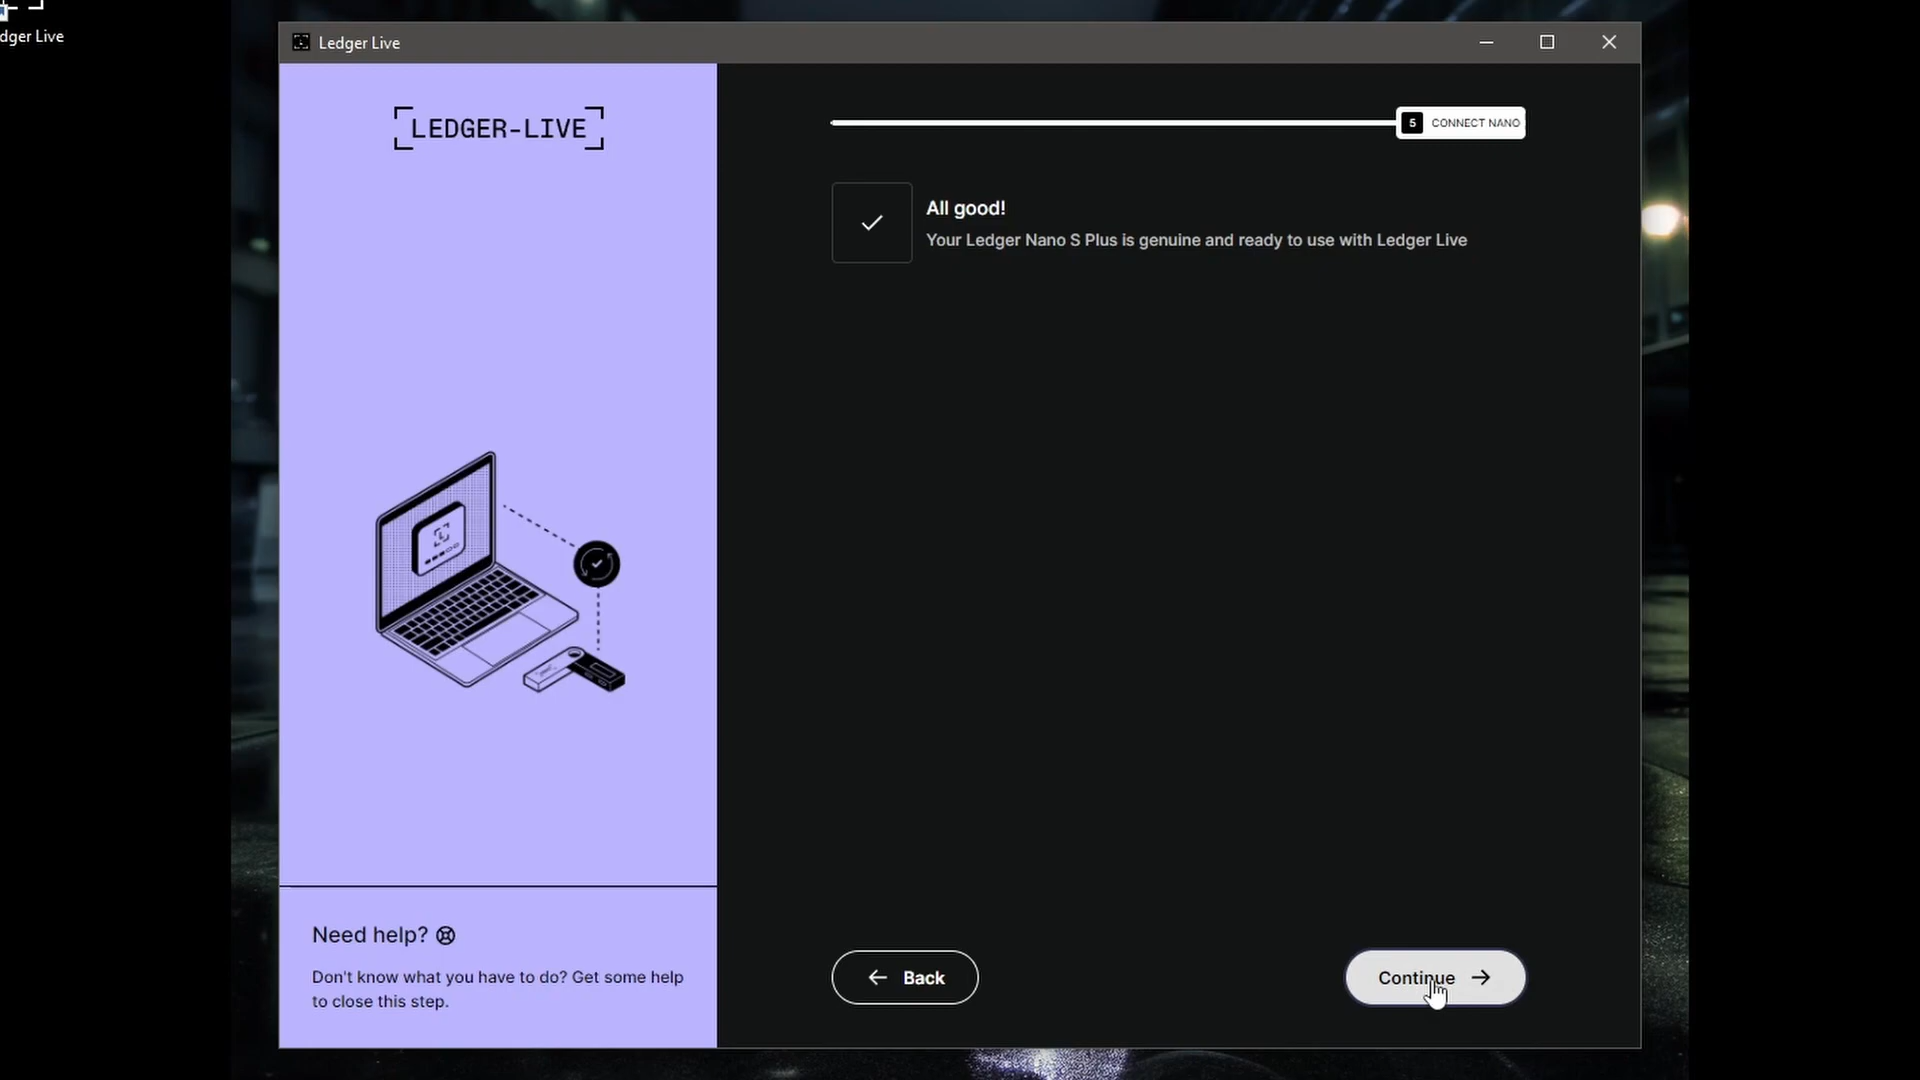 dger Live
Ledger Live
LEDGER-LIVE
5 CONNECT NANO
All good!
Your Ledger Nano S Plus is genuine and ready to use with Ledger Live
Need help?
Don't know what you have to do? Get some help
to close this step.
Back
Continue